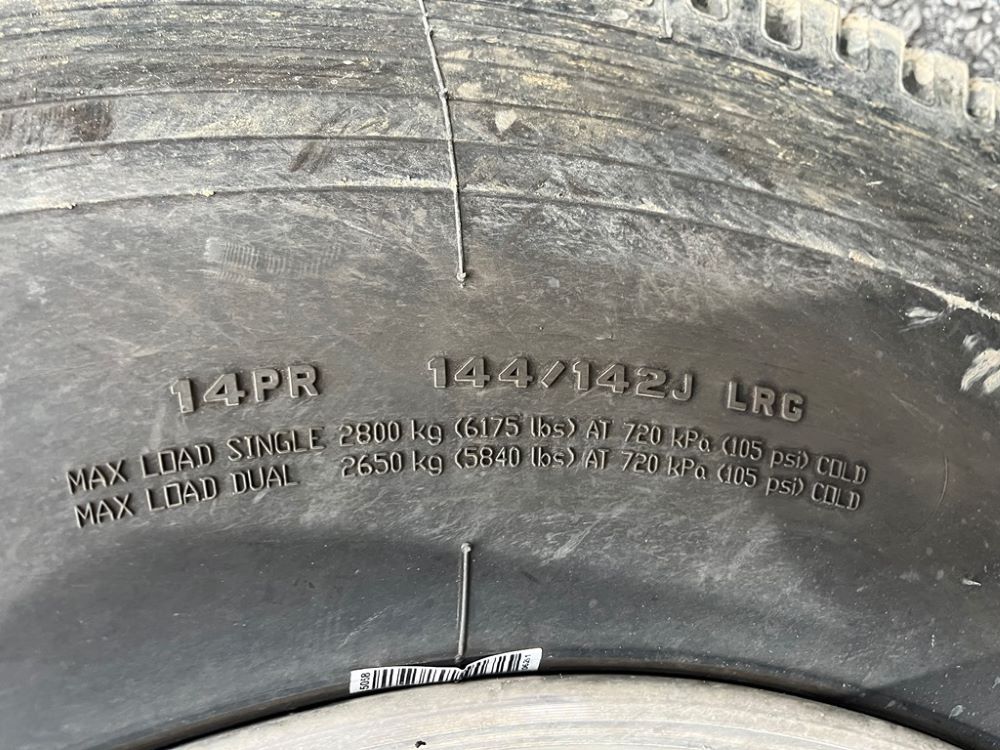 14PR 144/142J LRG
MAX LOAD SINGLE 2800 kg (6175 lbs) AT 720 kPa (105 psi) COLD
MAX LOAD DUAL 2650 kg (5840 lbs) AT 720 kPa (105 psi) COLD